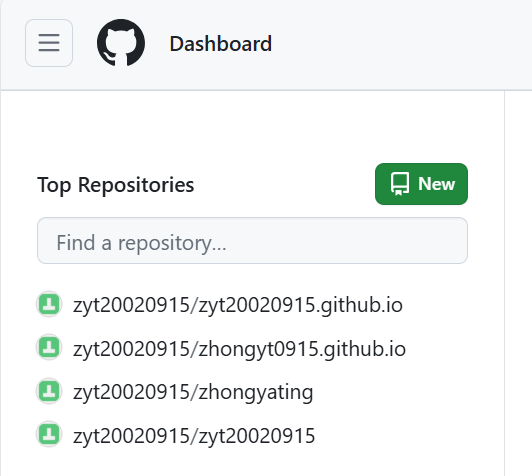 Dashboard
Top Repositories
New
Find a repository...
zyt20020915/zyt20020915.github.io
zyt20020915/zhongyt0915.github.io
zyt20020915/zhongyating
zyt20020915/zyt20020915